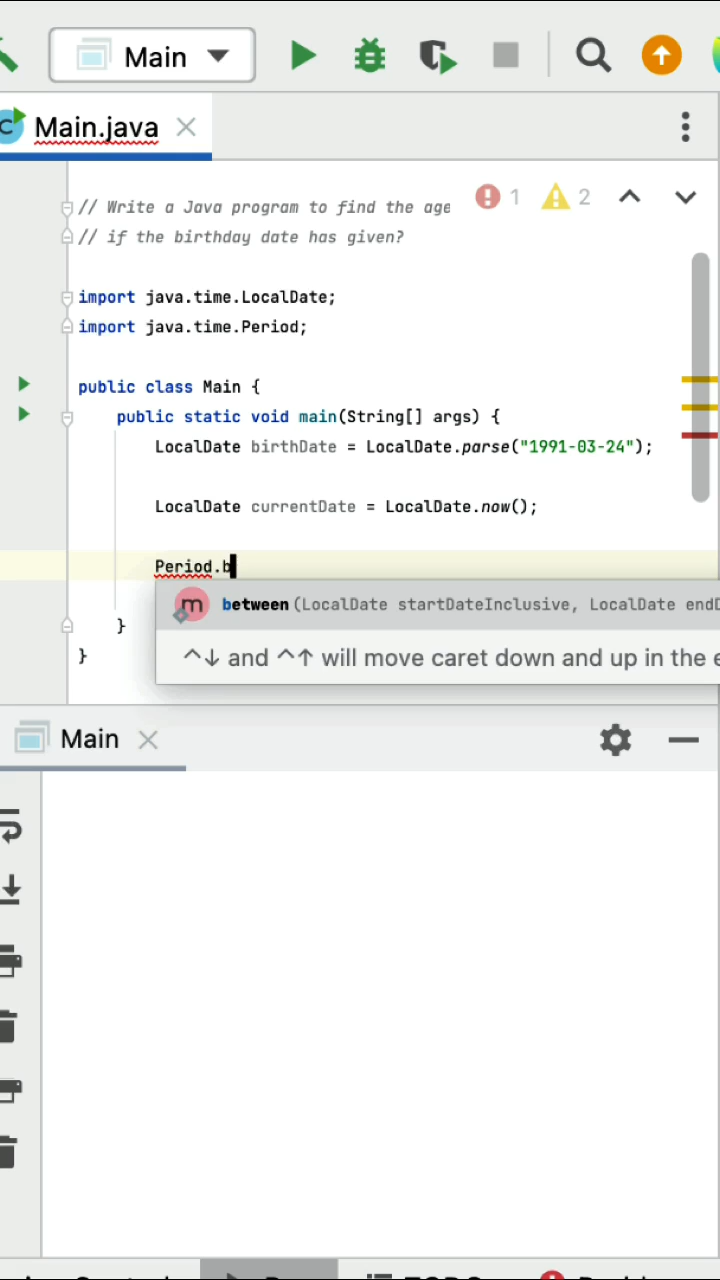 Main
Main.java
1 2
// Write a Java program to find the age
// if the birthday date has given?
import java.time.LocalDate;
import java.time.Period;
public class Main {
public static void main(String[] args) {
LocalDate birthDate = LocalDate.parse("1991-03-24");
LocalDate currentDate = LocalDate.now();
Period.b
between(LocalDate startDateInclusive, LocalDate endD
^↓ and ^↑ will move caret down and up in the e
}
}
Main